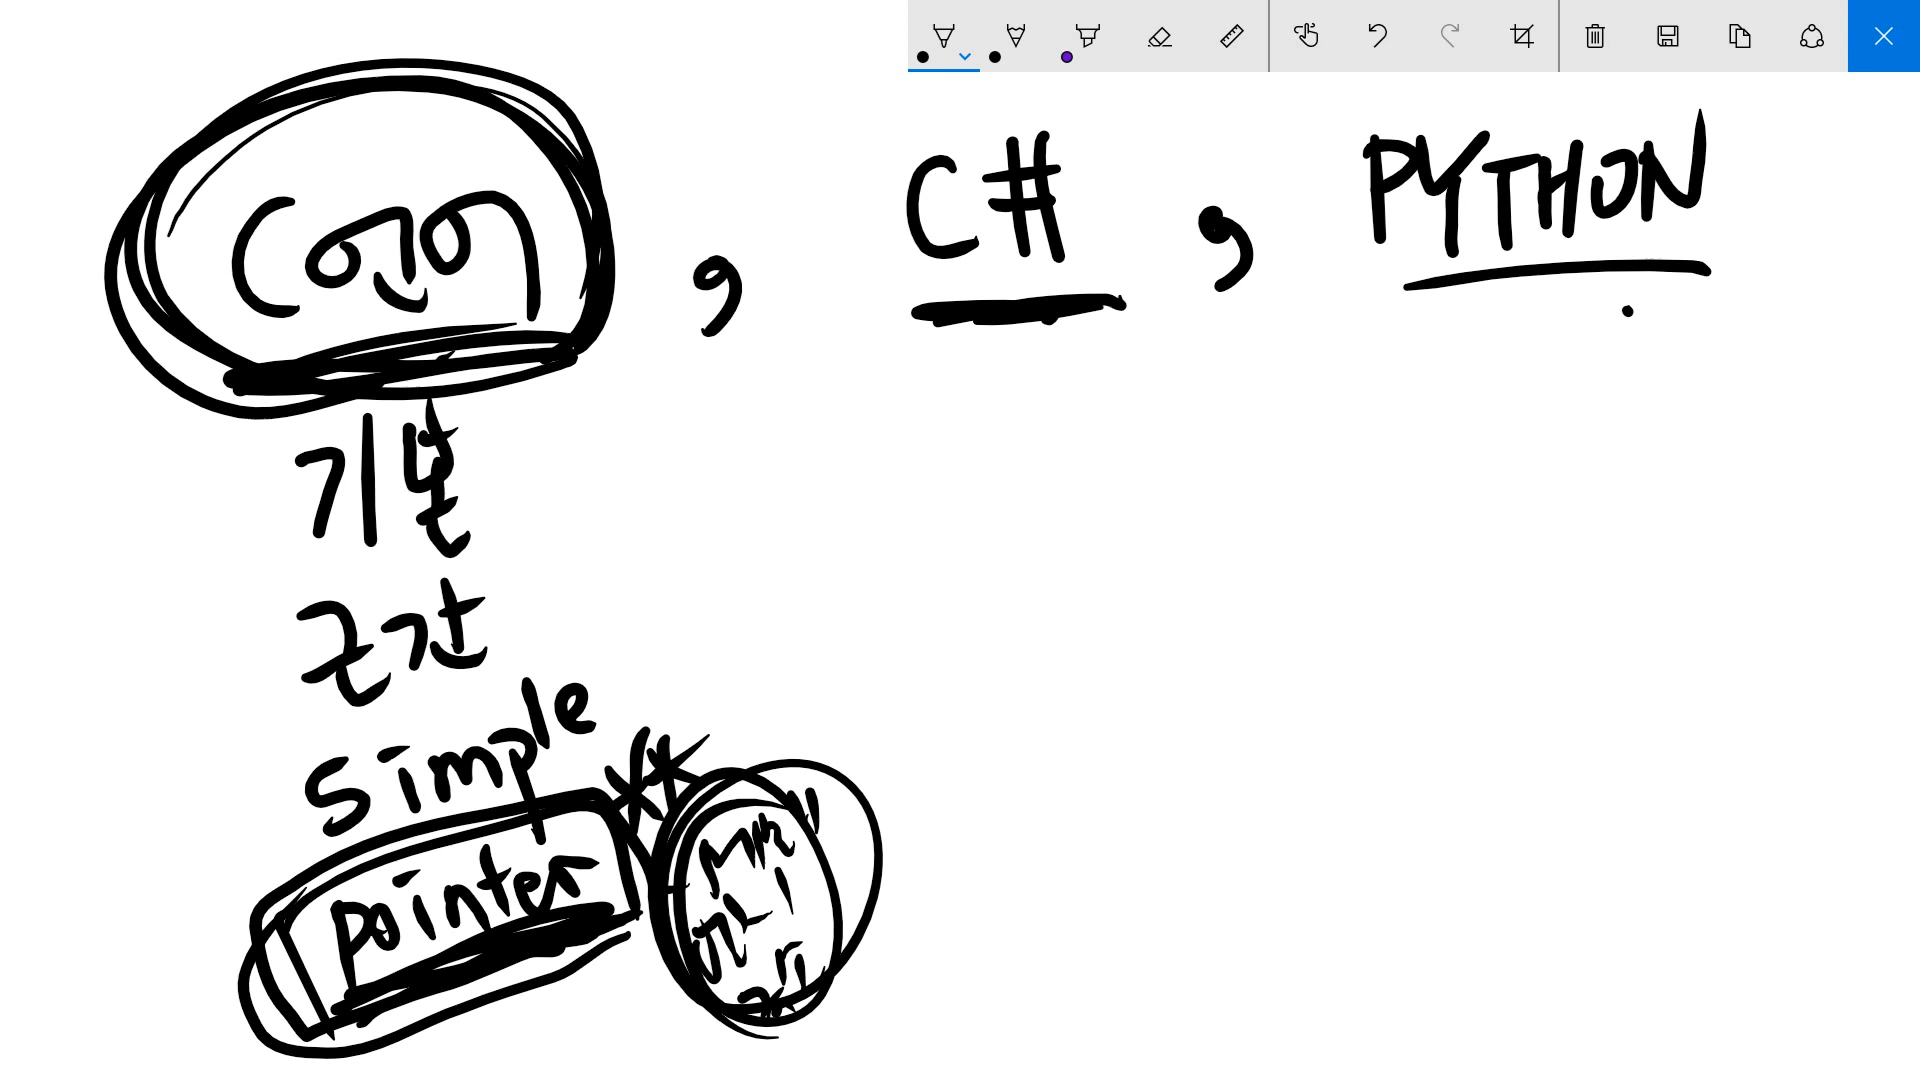 C언어 , C# , PYTHON
기본
근간
simple
pointer